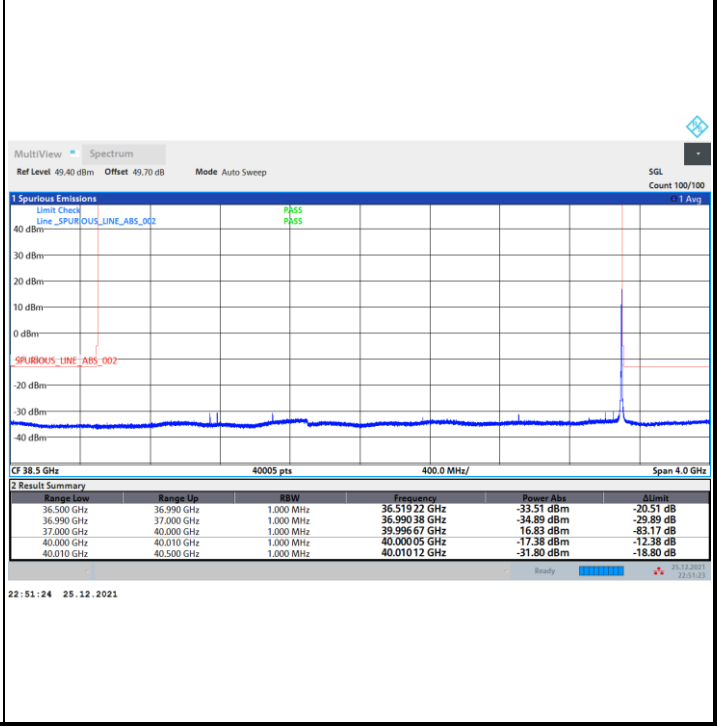 MultiView Spectrum
Ref Level 49.40 dBm Offset 49.70 dB Mode Auto Sweep SGL
Count 100/100
1 Spurious Emissions 1 Avg
Limit Check PASS
Line _SPURIOUS_LINE_ABS_002 PASS
40 dBm
30 dBm
20 dBm
10 dBm
0 dBm
_SPURIOUS_LINE_ABS_002
-20 dBm
-30 dBm
-40 dBm
CF 38.5 GHz 40005 pts 400.0 MHz/ Span 4.0 GHz
2 Result Summary
Range Low Range Up RBW Frequency Power Abs ΔLimit
36.500 GHz 36.990 GHz 1.000 MHz 36.519 22 GHz -33.51 dBm -20.51 dB
36.990 GHz 37.000 GHz 1.000 MHz 36.990 38 GHz -34.89 dBm -29.89 dB
37.000 GHz 40.000 GHz 1.000 MHz 39.996 67 GHz 16.83 dBm -83.17 dB
40.000 GHz 40.010 GHz 1.000 MHz 40.000 05 GHz -17.38 dBm -12.38 dB
40.010 GHz 40.500 GHz 1.000 MHz 40.010 12 GHz -31.80 dBm -18.80 dB
Ready 25.12.2021
22:51:23
22:51:24 25.12.2021